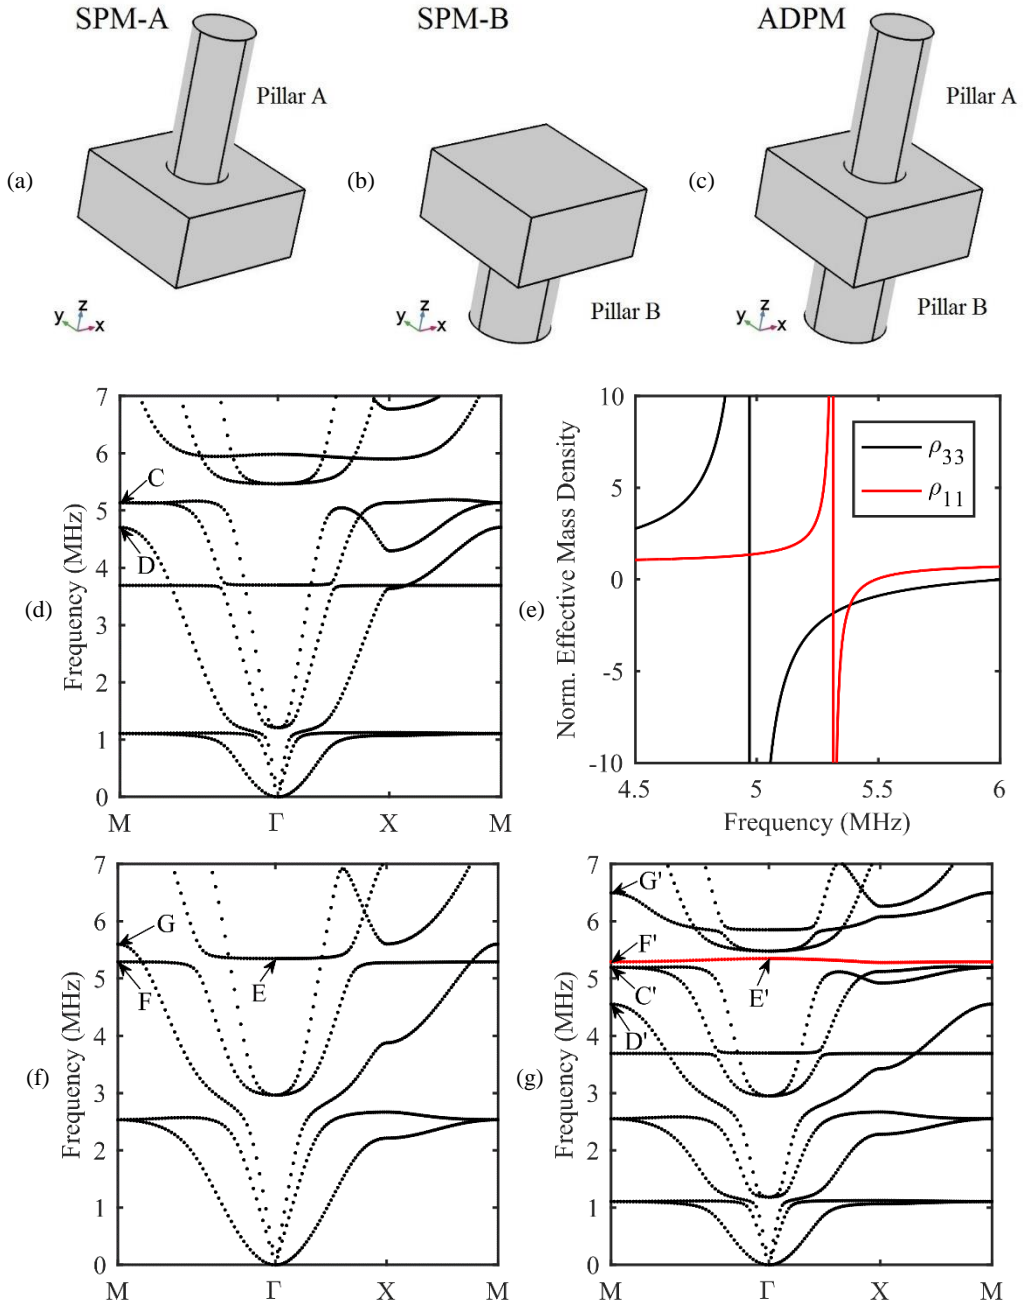 SPM-A
SPM-B
ADPM
Pillar A
Pillar A
(a)
(b)
(c)
Pillar B
Pillar B
y z x
y z x
y z x
(d)
Frequency (MHz)
7
6
5
4
3
2
1
0
C
D
M Γ X M
(e)
Norm. Effective Mass Density
10
5
0
-5
-10
ρ33
ρ11
4.5 5 5.5 6
Frequency (MHz)
(f)
Frequency (MHz)
7
6
5
4
3
2
1
0
G
F
E
M Γ X M
(g)
Frequency (MHz)
7
6
5
4
3
2
1
0
G'
F'
C'
E'
D'
M Γ X M